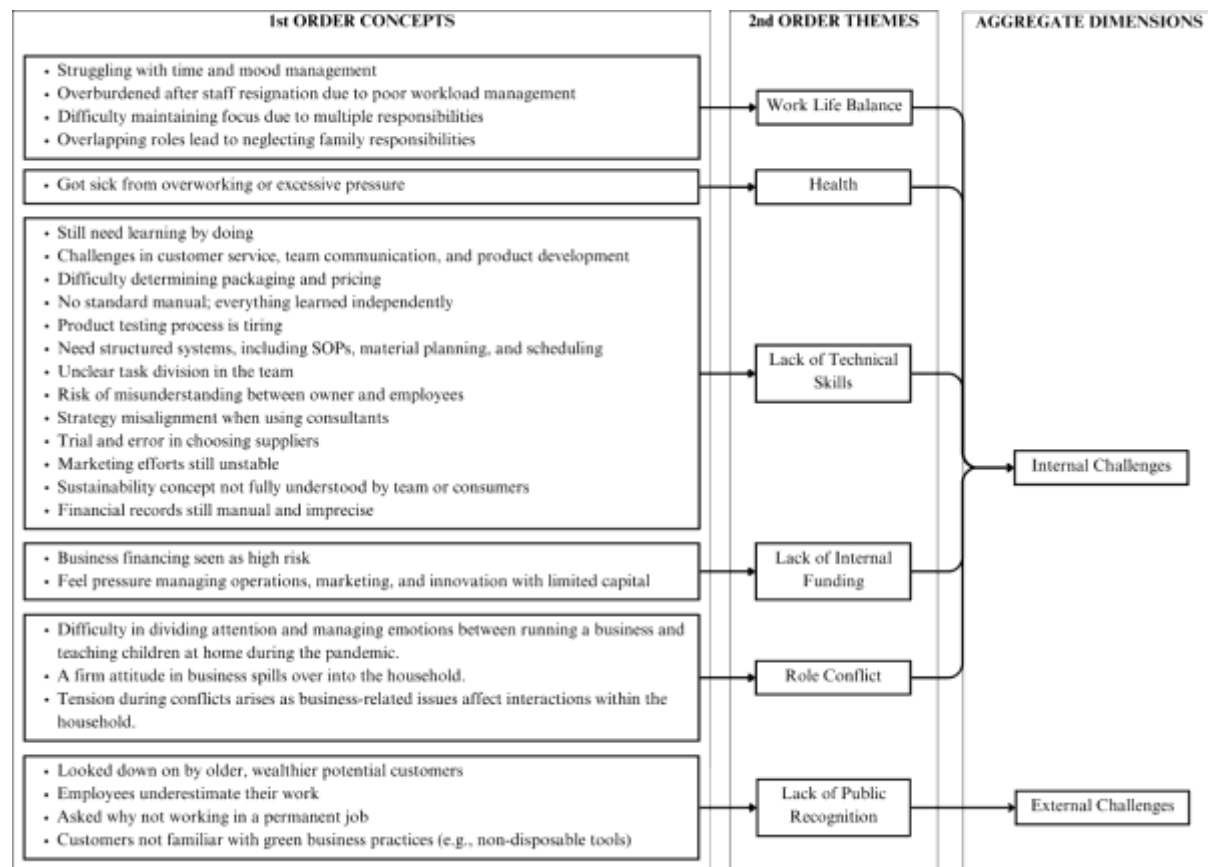 1st ORDER CONCEPTS
2nd ORDER THEMES
AGGREGATE DIMENSIONS
• Struggling with time and mood management
• Overburdened after staff resignation due to poor workload management
• Difficulty maintaining focus due to multiple responsibilities
• Overlapping roles lead to neglecting family responsibilities
Work Life Balance
• Got sick from overworking or excessive pressure
Health
• Still need learning by doing
• Challenges in customer service, team communication, and product development
• Difficulty determining packaging and pricing
• No standard manual; everything learned independently
• Product testing process is tiring
• Need structured systems, including SOPs, material planning, and scheduling
• Unclear task division in the team
• Risk of misunderstanding between owner and employees
• Strategy misalignment when using consultants
• Trial and error in choosing suppliers
• Marketing efforts still unstable
• Sustainability concept not fully understood by team or consumers
• Financial records still manual and imprecise
Lack of Technical
Skills
Internal Challenges
• Business financing seen as high risk
• Feel pressure managing operations, marketing, and innovation with limited capital
Lack of Internal
Funding
• Difficulty in dividing attention and managing emotions between running a business and
teaching children at home during the pandemic.
• A firm attitude in business spills over into the household.
• Tension during conflicts arises as business-related issues affect interactions within the
household.
Role Conflict
• Looked down on by older, wealthier potential customers
• Employees underestimate their work
• Asked why not working in a permanent job
• Customers not familiar with green business practices (e.g., non-disposable tools)
Lack of Public
Recognition
External Challenges